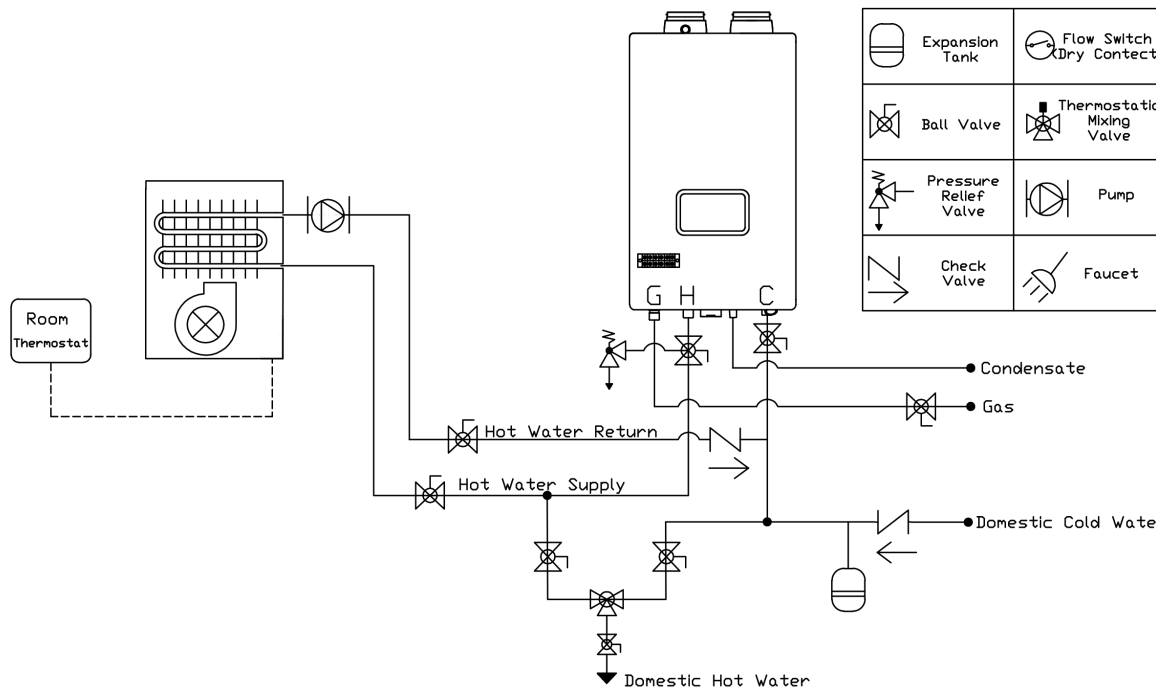 Expansion
Tank
Flow Switch
(Dry Contect
Ball Valve
Thermostatic
Mixing
Valve
Pressure
Relief
Valve
Pump
Check
Valve
Faucet
G H C
Room
Thermostat
Condensate
Gas
Hot Water Return
Hot Water Supply
Domestic Cold Wate
Domestic Hot Water